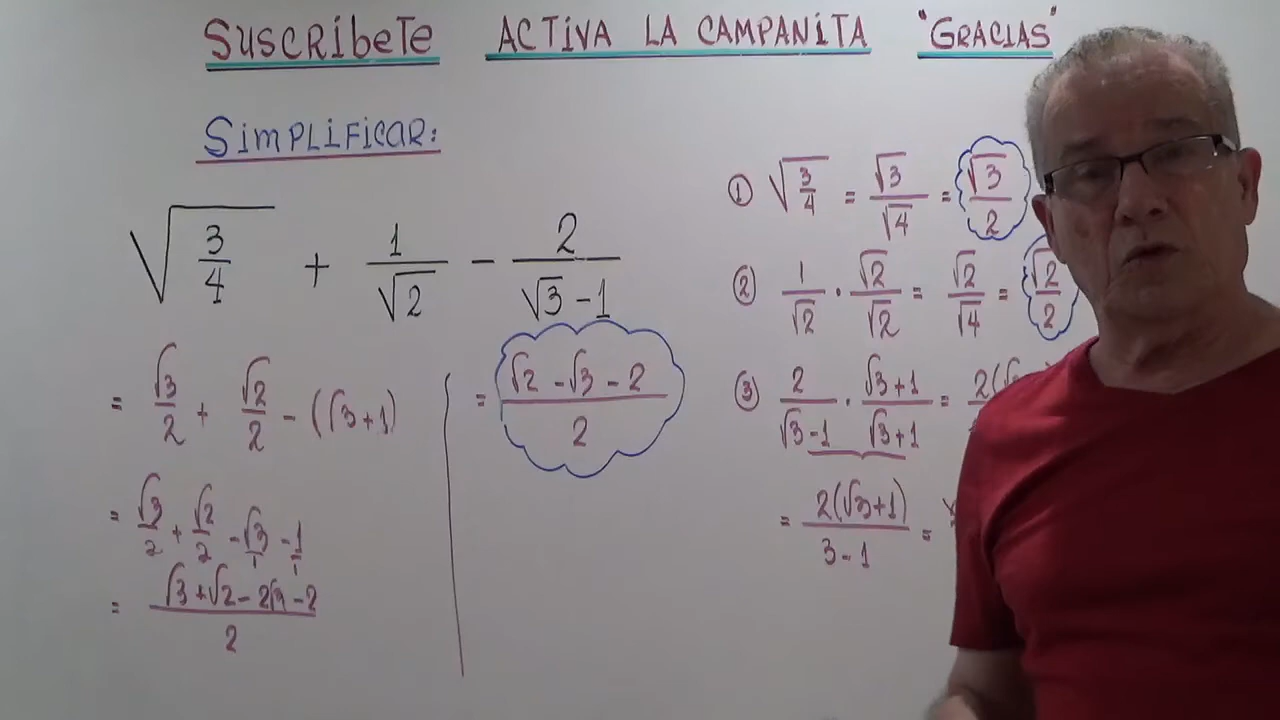 SUSCRIBETE ACTIVA LA CAMPANITA "GRACIAS"
SIMPLIFICAR:
√(3/4) + 1/√2 - 2/(√3 - 1)
= √3/2 + √2/2 - (√3+1)
= √3/2 + √2/2 - √3/1 - 1/1
= (√3 + √2 - 2√3 - 2)/2
= (√2 - √3 - 2)/2
① √(3/4) = √3/√4 = √3/2
② 1/√2 · √2/√2 = √2/√4 = √2/2
③ 2/(√3-1) · (√3+1)/(√3+1) = 2(√
= 2(√3+1)/(3-1) =